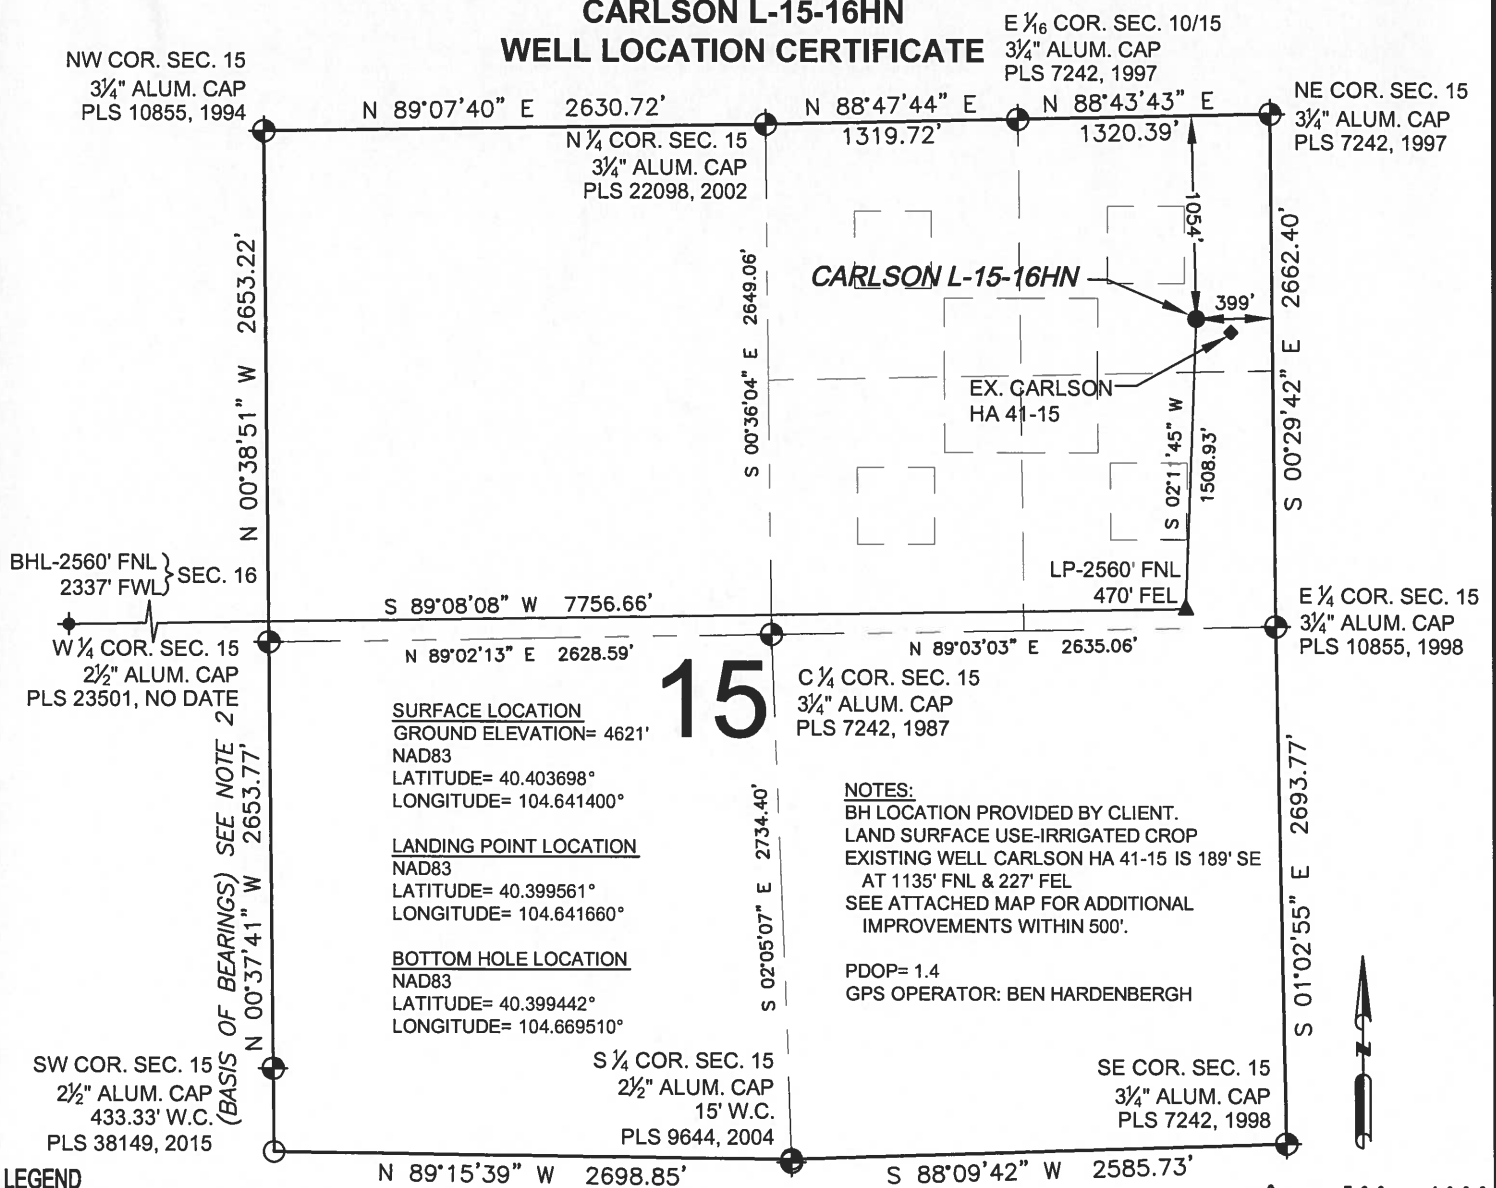 CARLSON L-15-16HN
WELL LOCATION CERTIFICATE
NW COR. SEC. 15
3¼" ALUM. CAP
PLS 10855, 1994
E 1⁄16 COR. SEC. 10/15
3¼" ALUM. CAP
PLS 7242, 1997
NE COR. SEC. 15
3¼" ALUM. CAP
PLS 7242, 1997
N 89°07'40" E 2630.72'
N 88°47'44" E
1319.72'
N 88°43'43" E
1320.39'
N ¼ COR. SEC. 15
3¼" ALUM. CAP
PLS 22098, 2002
N 00°38'51" W 2653.22'
S 00°36'04" E 2649.06'
1054'
CARLSON L-15-16HN
399'
EX. CARLSON
HA 41-15
S 02°11'45" W
1508.93'
S 00°29'42" E 2662.40'
BHL-2560' FNL
2337' FWL
SEC. 16
LP-2560' FNL
470' FEL
S 89°08'08" W 7756.66'
W ¼ COR. SEC. 15
2½" ALUM. CAP
PLS 23501, NO DATE
N 89°02'13" E 2628.59'
N 89°03'03" E 2635.06'
E ¼ COR. SEC. 15
3¼" ALUM. CAP
PLS 10855, 1998
15
C ¼ COR. SEC. 15
3¼" ALUM. CAP
PLS 7242, 1987
SURFACE LOCATION
GROUND ELEVATION= 4621'
NAD83
LATITUDE= 40.403698°
LONGITUDE= 104.641400°
LANDING POINT LOCATION
NAD83
LATITUDE= 40.399561°
LONGITUDE= 104.641660°
BOTTOM HOLE LOCATION
NAD83
LATITUDE= 40.399442°
LONGITUDE= 104.669510°
NOTES:
BH LOCATION PROVIDED BY CLIENT.
LAND SURFACE USE-IRRIGATED CROP
EXISTING WELL CARLSON HA 41-15 IS 189' SE
AT 1135' FNL & 227' FEL
SEE ATTACHED MAP FOR ADDITIONAL
IMPROVEMENTS WITHIN 500'.
PDOP= 1.4
GPS OPERATOR: BEN HARDENBERGH
(BASIS OF BEARINGS) SEE NOTE 2
N 00°37'41" W 2653.77'
S 02°05'07" E 2734.40'
S 01°02'55" E 2693.77'
N
SW COR. SEC. 15
2½" ALUM. CAP
433.33' W.C.
PLS 38149, 2015
S ¼ COR. SEC. 15
2½" ALUM. CAP
15' W.C.
PLS 9644, 2004
SE COR. SEC. 15
3¼" ALUM. CAP
PLS 7242, 1998
N 89°15'39" W 2698.85'
S 88°09'42" W 2585.73'
LEGEND